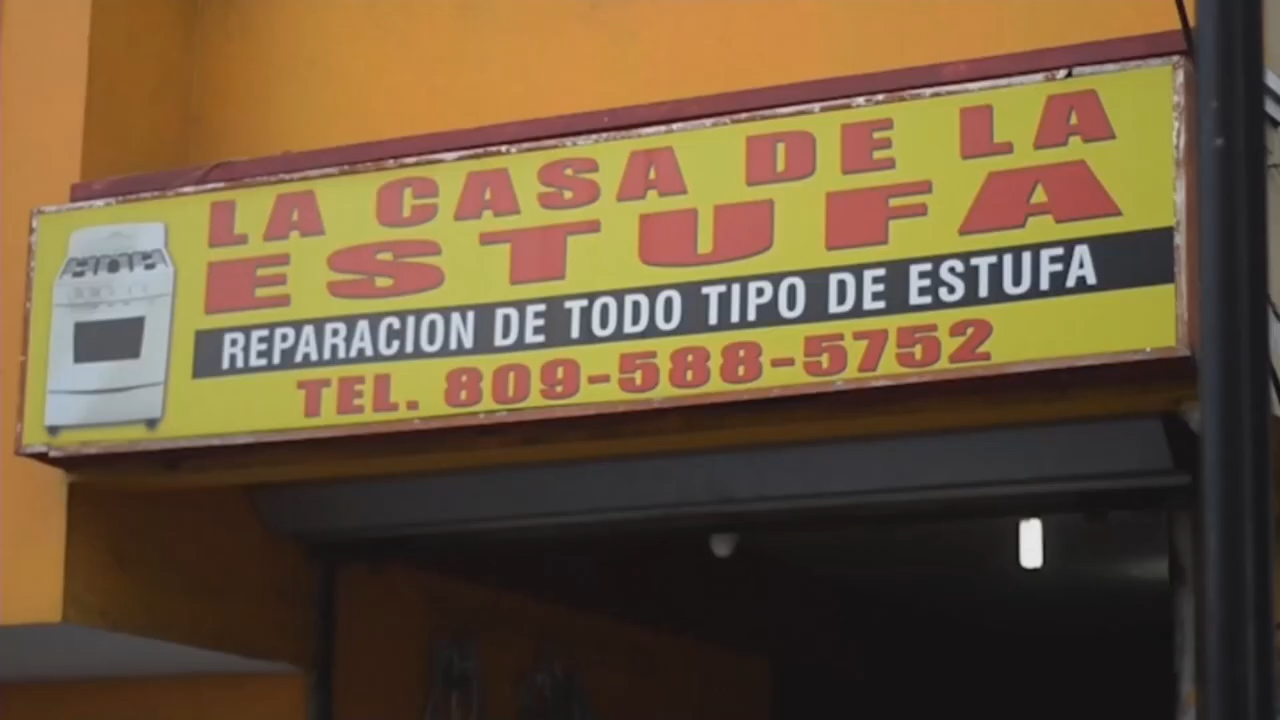 LA CASA DE LA
ESTUFA
REPARACION DE TODO TIPO DE ESTUFA
TEL. 809-588-5752